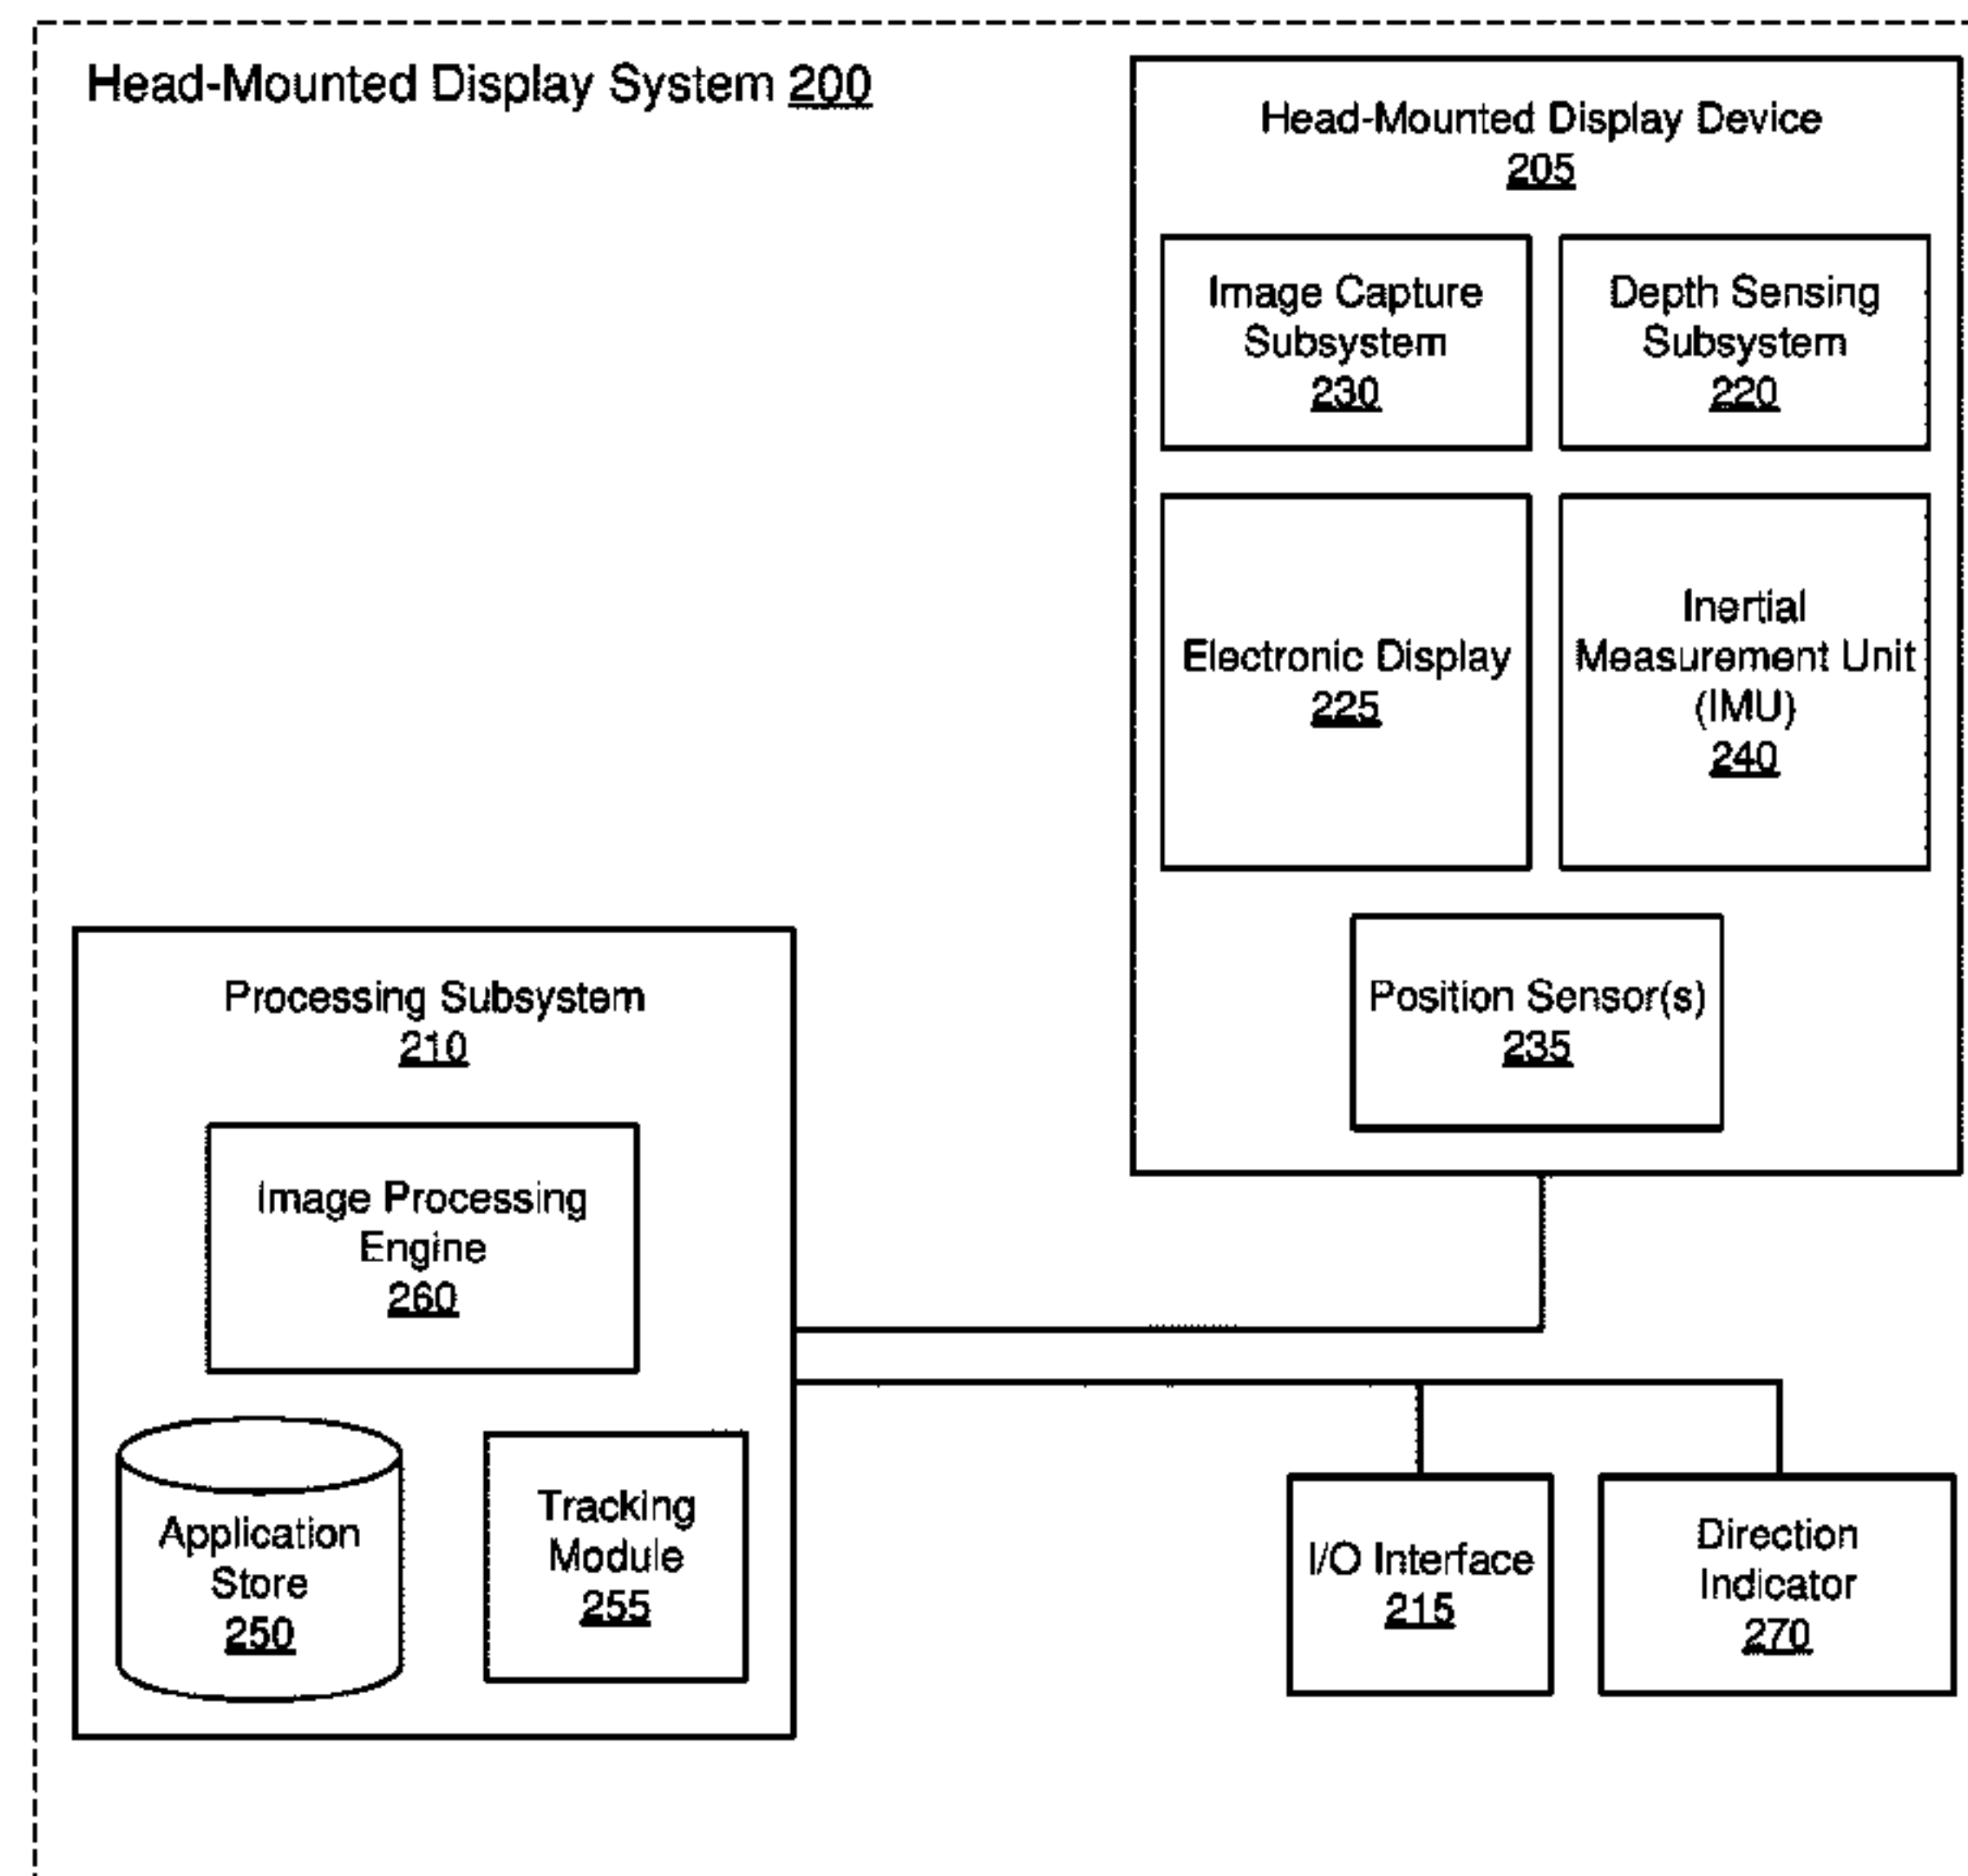 Head-Mounted Display System 200
Head-Mounted Display Device
205
Image Capture
Subsystem
230
Depth Sensing
Subsystem
220
Electronic Display
225
Inertial
Measurement Unit
(IMU)
240
Position Sensor(s)
235
Processing Subsystem
210
Image Processing
Engine
260
Application
Store
250
Tracking
Module
255
I/O Interface
215
Direction
Indicator
270